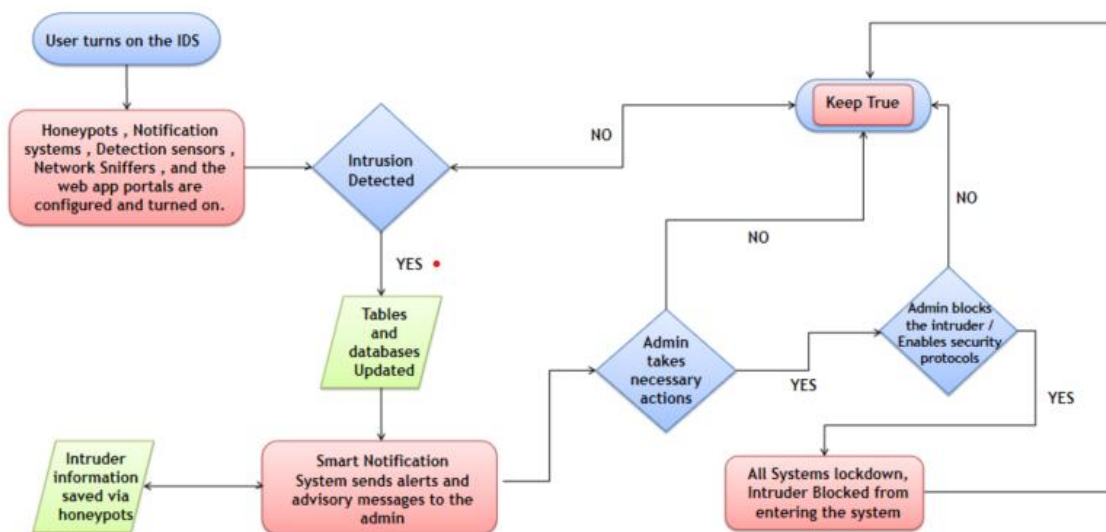 User turns on the IDS
Honeypots , Notification
systems , Detection sensors ,
Network Sniffers , and the
web app portals are
configured and turned on.
Intrusion
Detected
NO
Keep True
YES
Tables
and
databases
Updated
Intruder
information
saved via
honeypots
Smart Notification
System sends alerts and
advisory messages to the
admin
Admin
takes
necessary
actions
NO
YES
Admin blocks
the intruder /
Enables security
protocols
NO
YES
All Systems lockdown,
Intruder Blocked from
entering the system